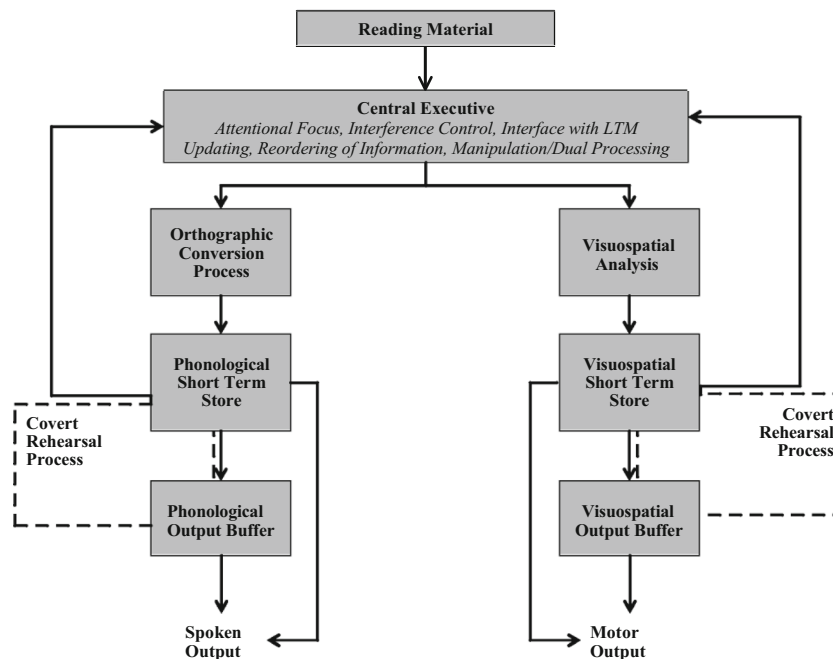 Reading Material
Central Executive
Attentional Focus, Interference Control, Interface with LTM
Updating, Reordering of Information, Manipulation/Dual Processing
Orthographic
Conversion
Process
Visuospatial
Analysis
Phonological
Short Term
Store
Visuospatial
Short Term
Store
Covert
Rehearsal
Process
Covert
Rehearsal
Process
Phonological
Output Buffer
Visuospatial
Output Buffer
Spoken
Output
Motor
Output